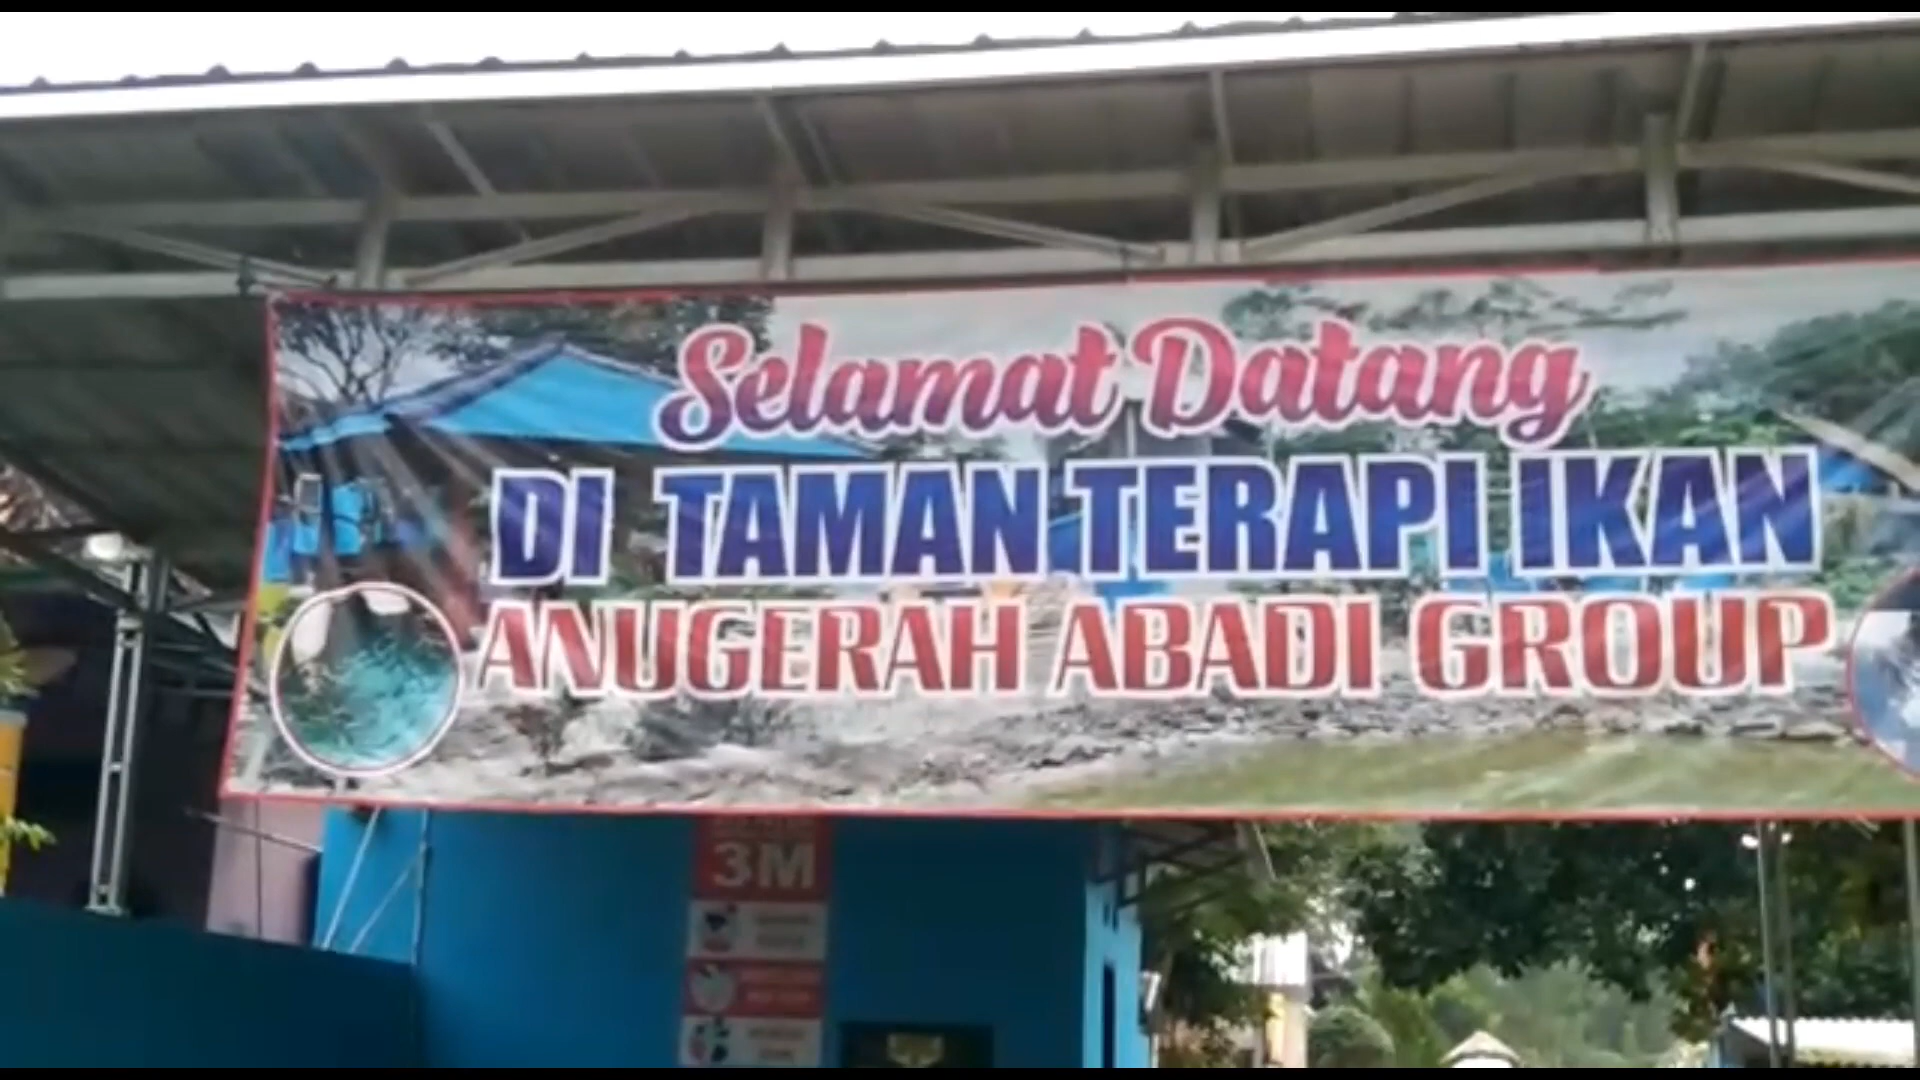 Selamat Datang
DI TAMAN TERAPI IKAN
ANUGERAH ABADI GROUP
3M